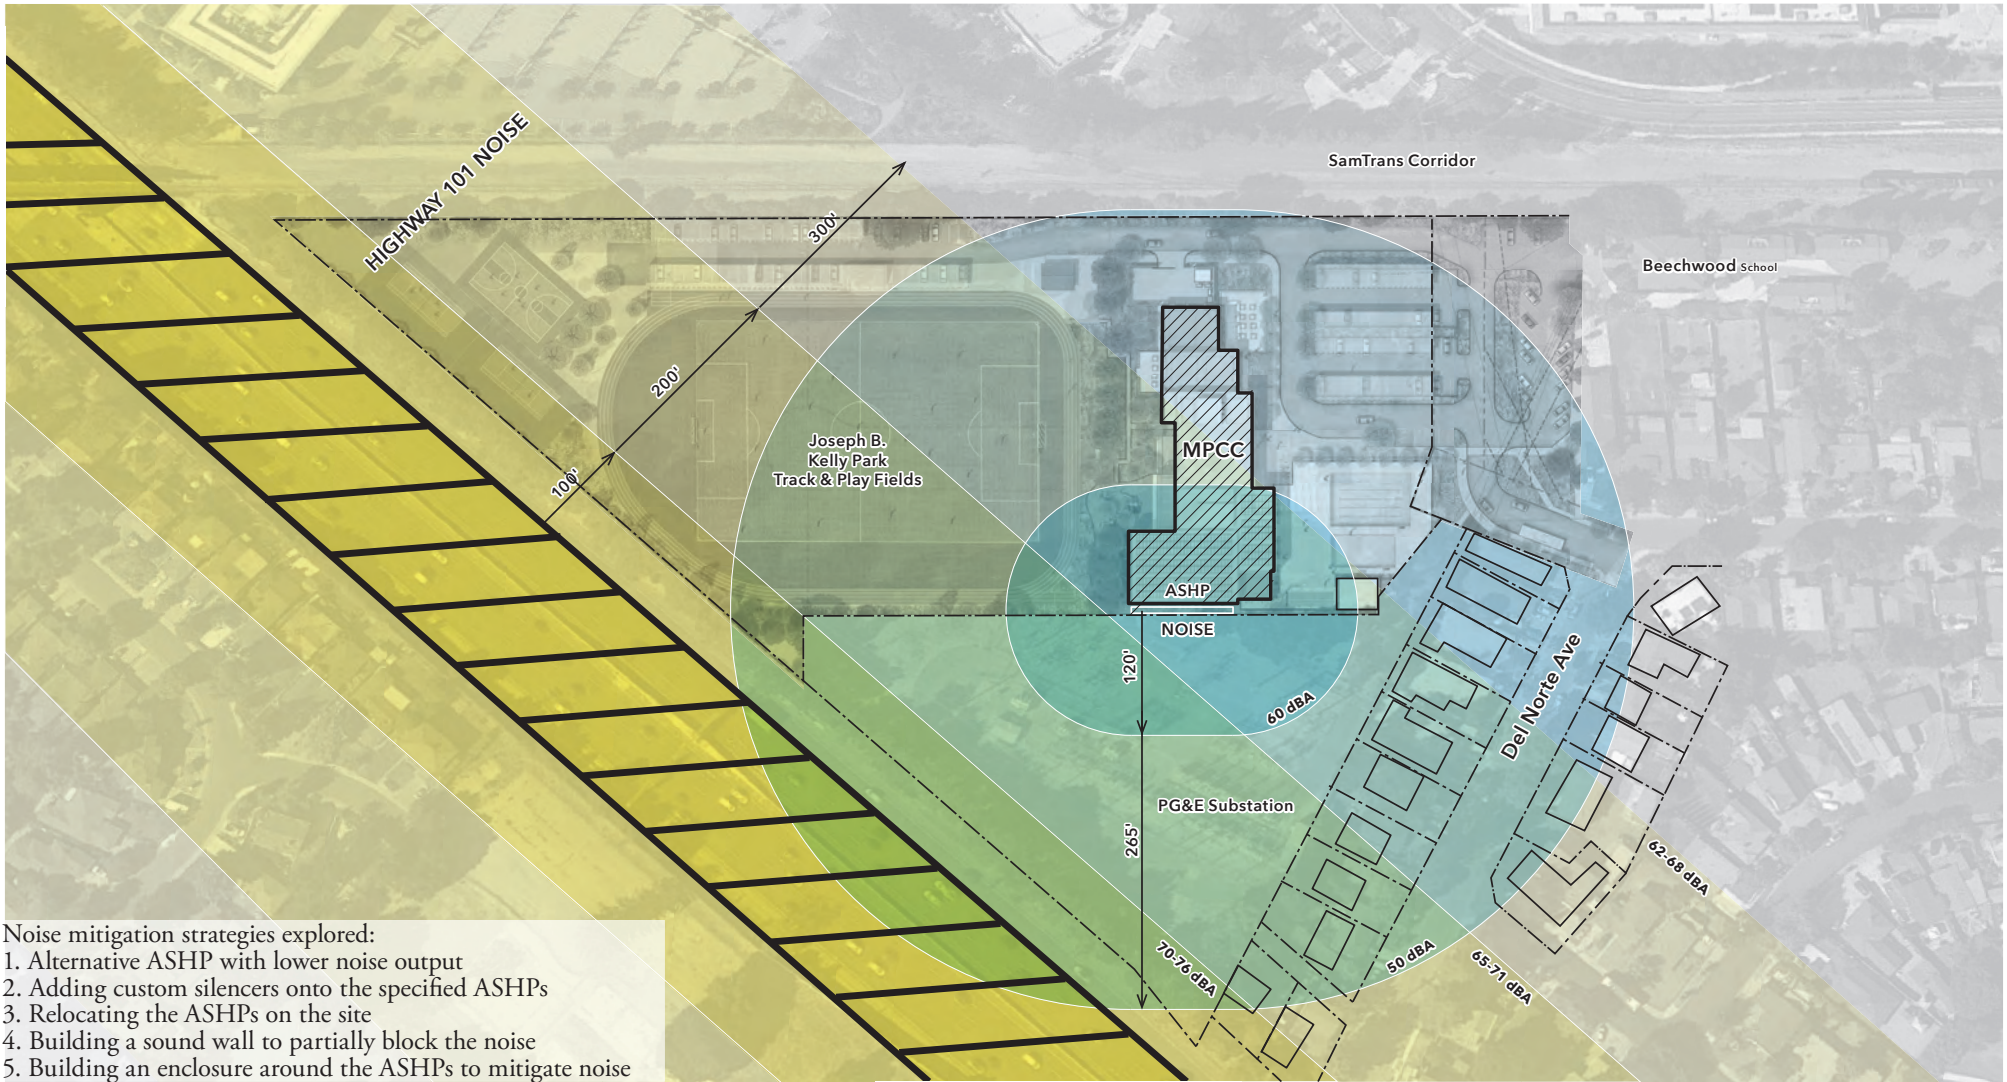 SamTrans Corridor
HIGHWAY 101 NOISE
300'
Beechwood School
200'
Joseph B.
Kelly Park
Track & Play Fields
MPCC
100'
ASHP
NOISE
120'
60 dBA
Del Norte Ave
PG&E Substation
265'
62-68 dBA
70-76 dBA
50 dBA
65-71 dBA
Noise mitigation strategies explored:
1. Alternative ASHP with lower noise output
2. Adding custom silencers onto the specified ASHPs
3. Relocating the ASHPs on the site
4. Building a sound wall to partially block the noise
5. Building an enclosure around the ASHPs to mitigate noise